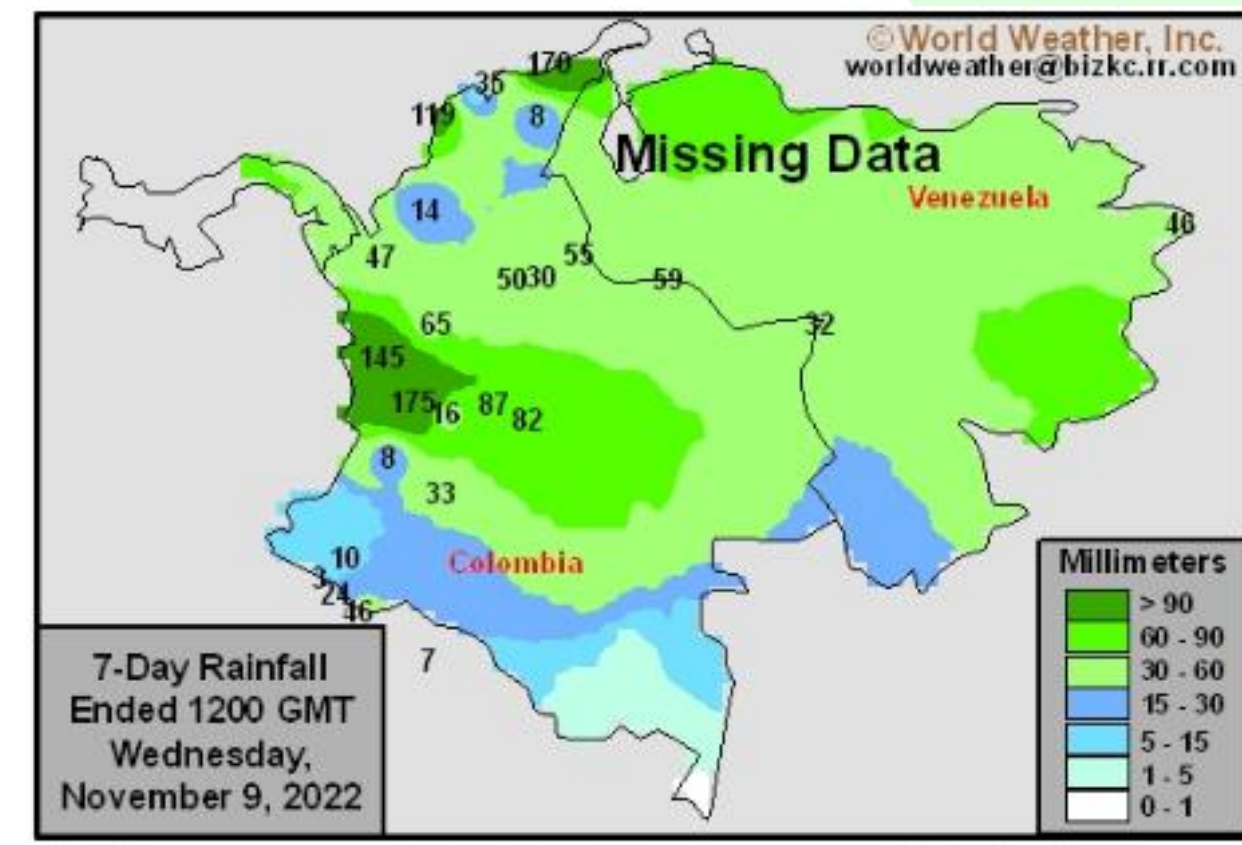 ©World Weather, Inc.
worldweather@bizkc.rr.com
170
35
119
8
Missing Data
Venezuela
14
46
47
55
50 30
59
65
32
145
175 16 87 82
8
33
10
Colombia
3
24
46
7
7-Day Rainfall
Ended 1200 GMT
Wednesday,
November 9, 2022
Millimeters
> 90
60 - 90
30 - 60
15 - 30
5 - 15
1 - 5
0 - 1